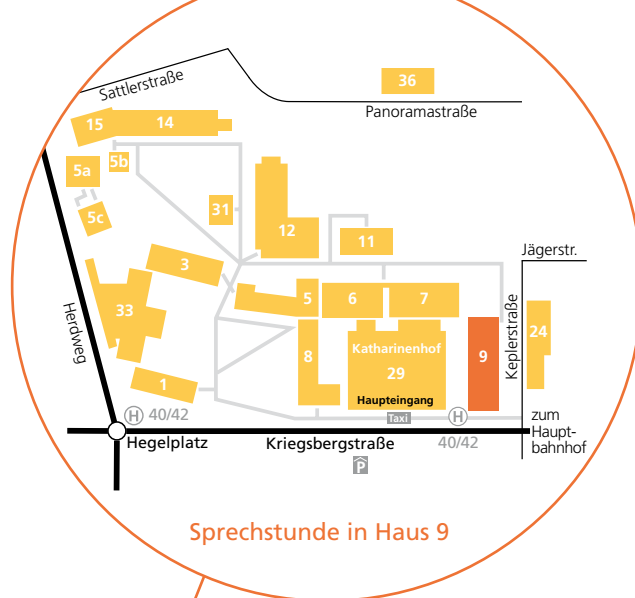 36
Sattlerstraße
Panoramastraße
15
14
5b
5a
5c
31
12
11
3
Jägerstr.
5
6
7
33
Herdweg
Keplerstraße
24
8
Katharinenhof
9
29
1
Haupteingang
H 40/42
Taxi
H
zum
Haupt-
bahnhof
Hegelplatz
Kriegsbergstraße
40/42
P
Sprechstunde in Haus 9